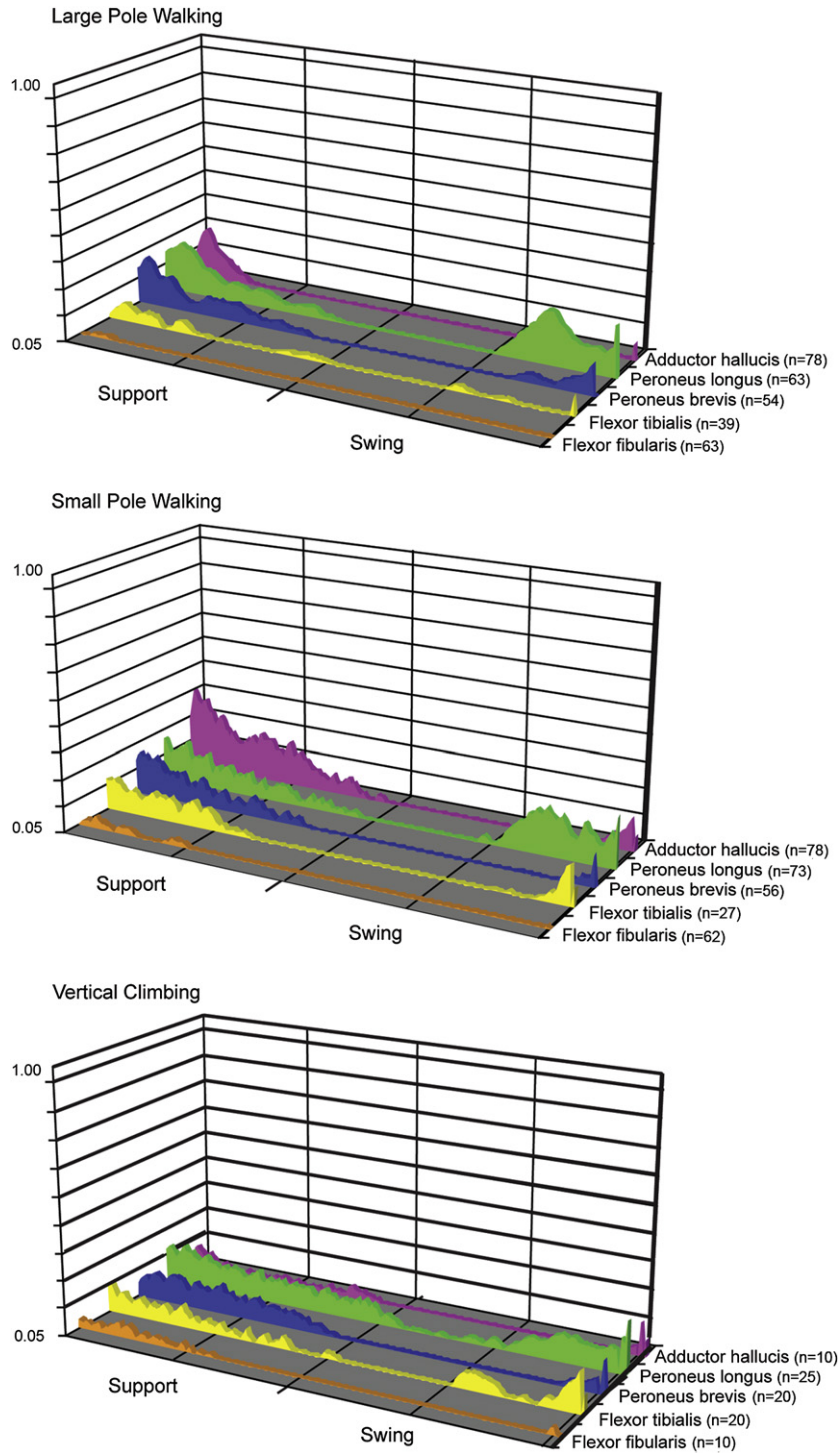 Large Pole Walking
1.00
0.05
Support
Swing
Adductor hallucis (n=78)
Peroneus longus (n=63)
Peroneus brevis (n=54)
Flexor tibialis (n=39)
Flexor fibularis (n=63)
Small Pole Walking
1.00
0.05
Support
Swing
Adductor hallucis (n=78)
Peroneus longus (n=73)
Peroneus brevis (n=56)
Flexor tibialis (n=27)
Flexor fibularis (n=62)
Vertical Climbing
1.00
0.05
Support
Swing
Adductor hallucis (n=10)
Peroneus longus (n=25)
Peroneus brevis (n=20)
Flexor tibialis (n=20)
Flexor fibularis (n=10)